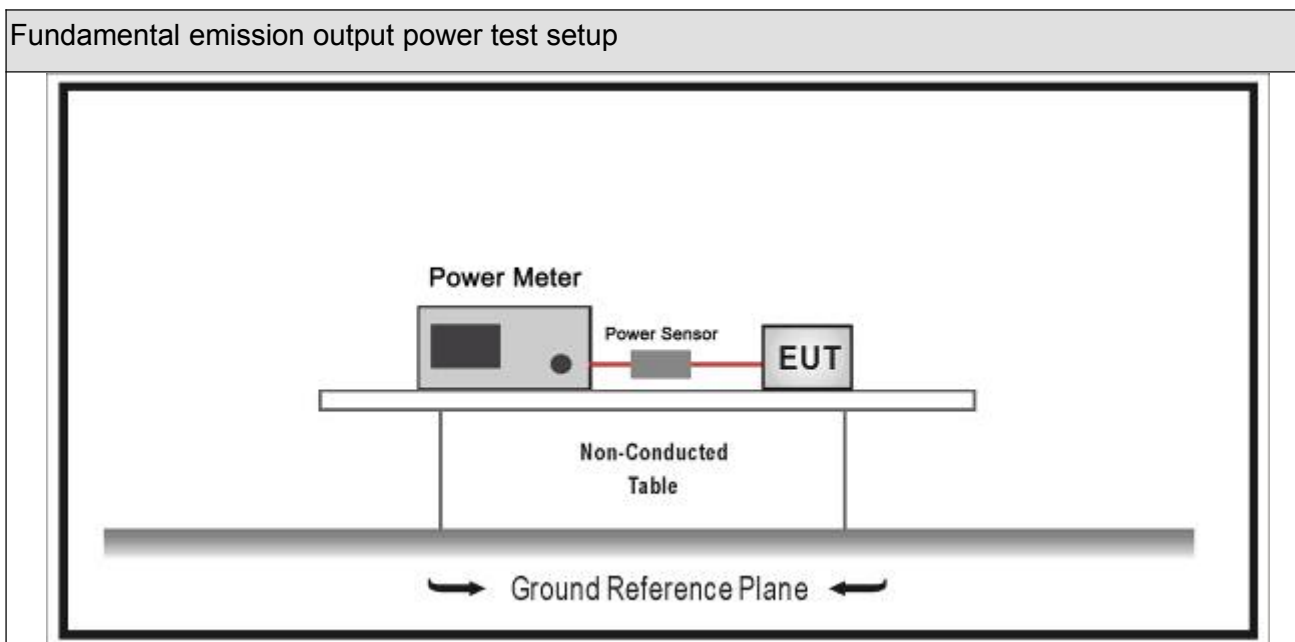 Fundamental emission output power test setup
Power Meter
Power Sensor
EUT
Non-Conducted
Table
Ground Reference Plane